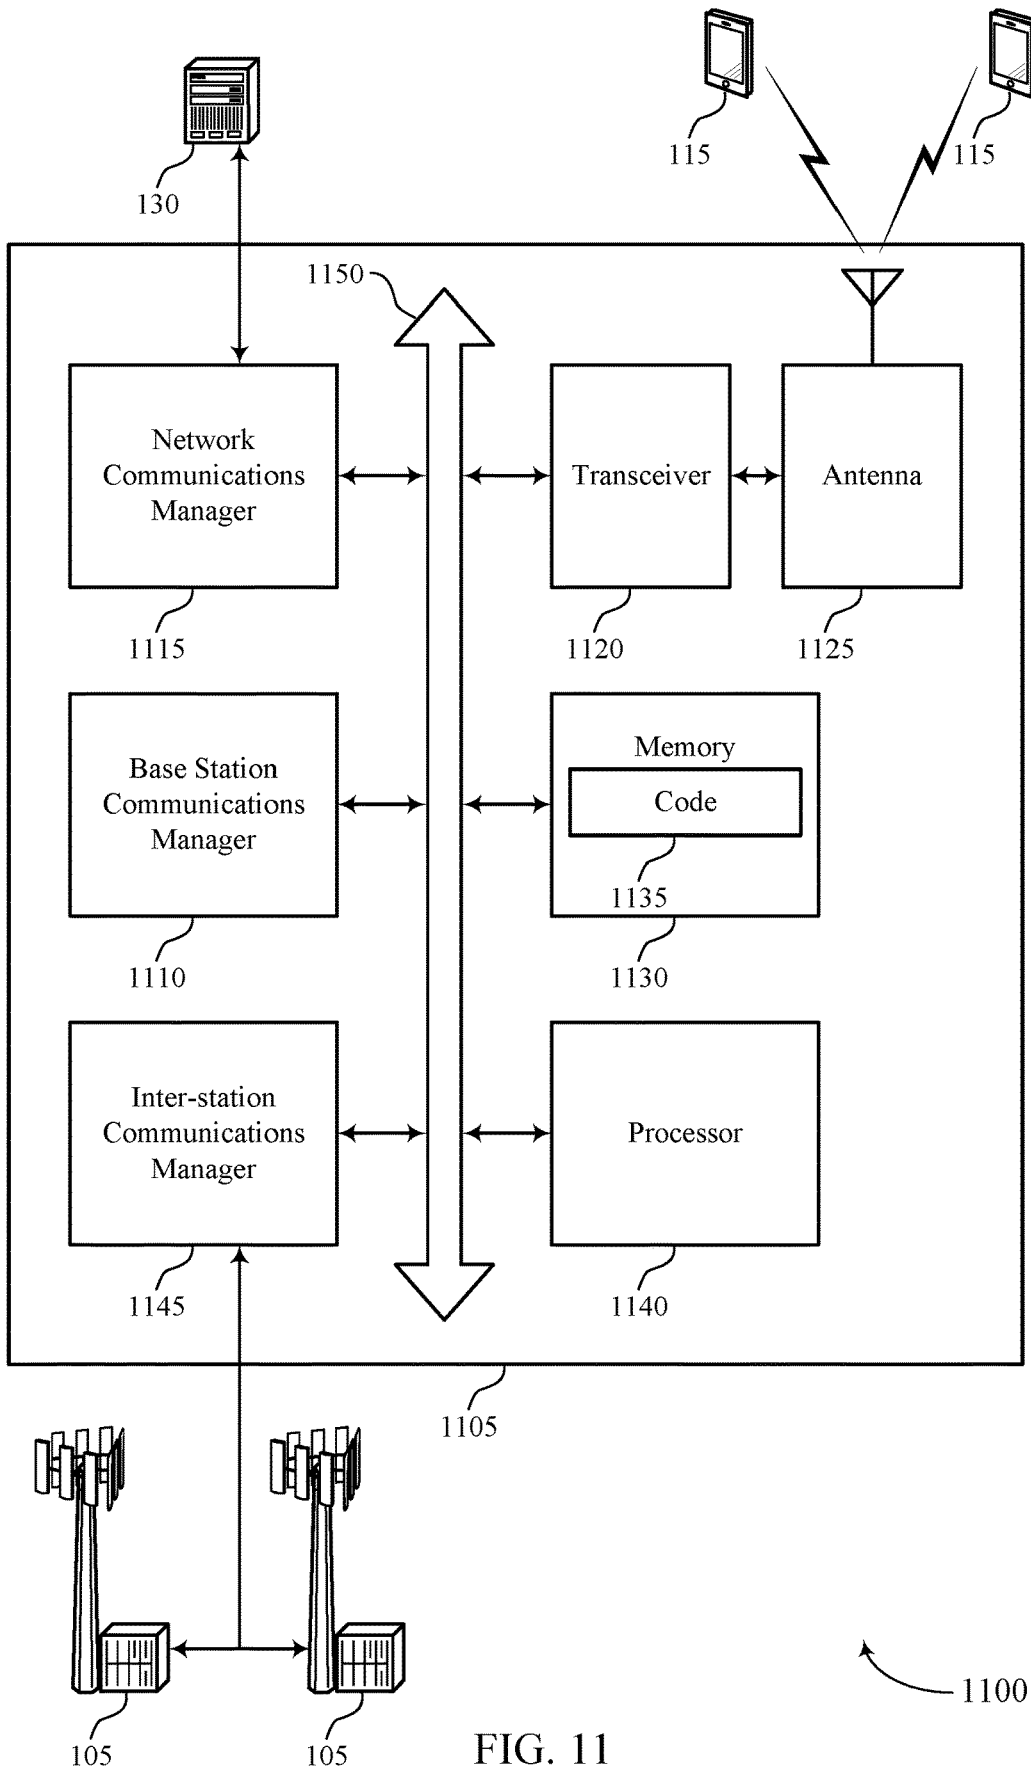 130
115
115
1150
Network
Communications
Manager
Transceiver
Antenna
1115
1120
1125
Base Station
Communications
Manager
Memory
Code
1135
1110
1130
Inter-station
Communications
Manager
Processor
1145
1140
1105
105
105
1100
FIG. 11